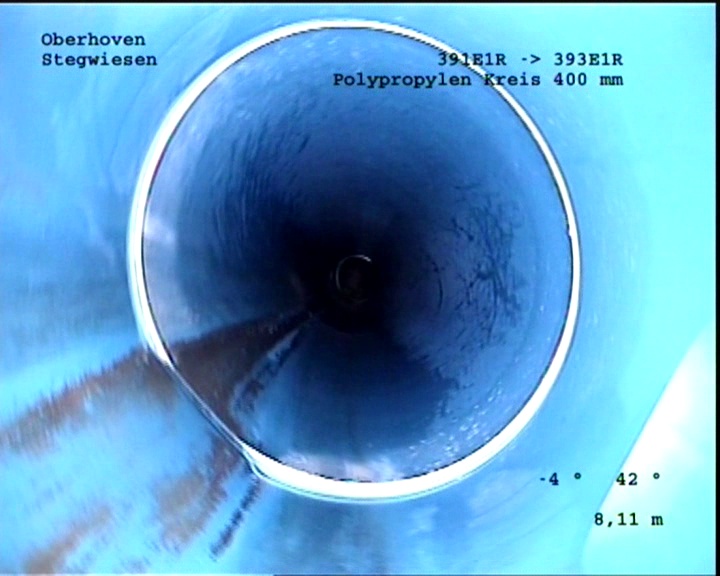 Oberhoven
Stegwiesen
391E1R -> 393E1R
Polypropylen Kreis 400 mm
-4 ° 42 °
8,11 m